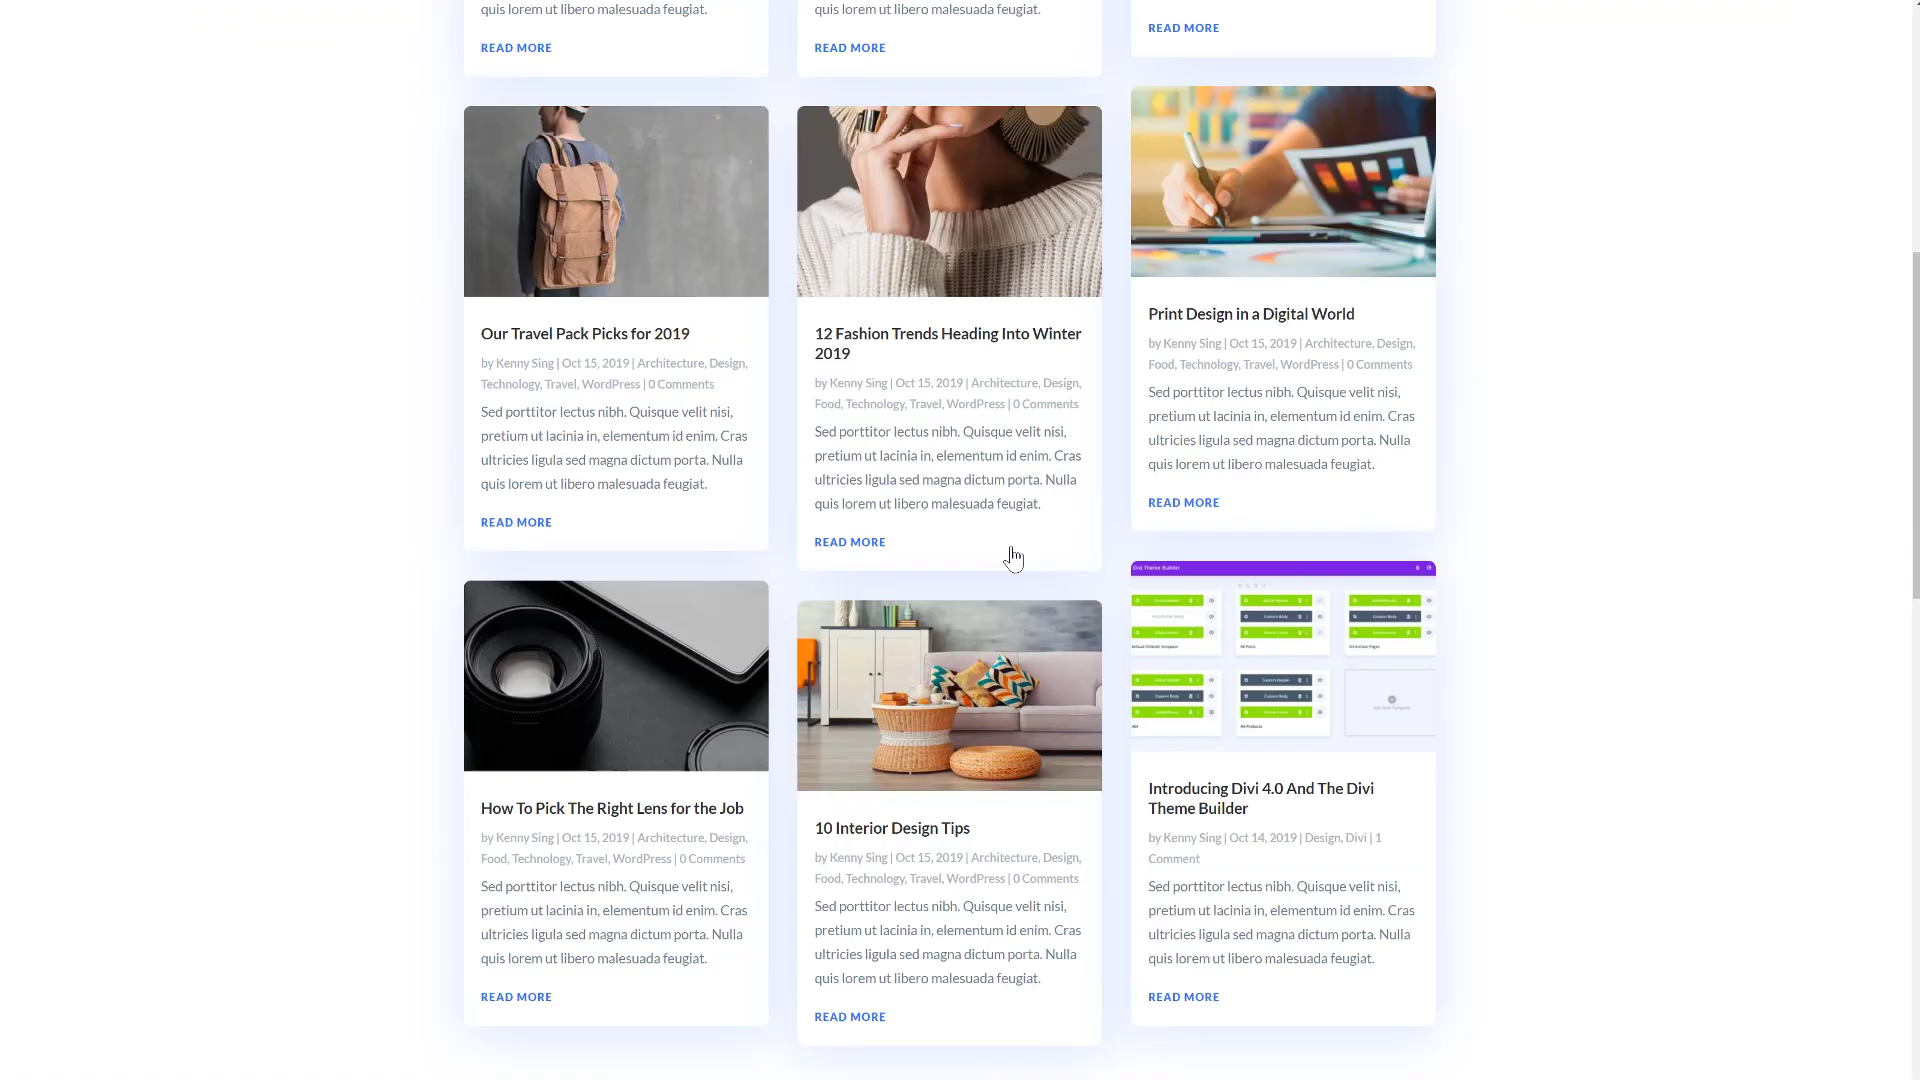 quis lorem ut libero malesuada feugiat.
READ MORE
quis lorem ut libero malesuada feugiat.
READ MORE
READ MORE
Our Travel Pack Picks for 2019
by Kenny Sing | Oct 15, 2019 | Architecture, Design,
Technology, Travel, WordPress | 0 Comments
Sed porttitor lectus nibh. Quisque velit nisi,
pretium ut lacinia in, elementum id enim. Cras
ultricies ligula sed magna dictum porta. Nulla
quis lorem ut libero malesuada feugiat.
READ MORE
12 Fashion Trends Heading Into Winter
2019
by Kenny Sing | Oct 15, 2019 | Architecture, Design,
Food, Technology, Travel, WordPress | 0 Comments
Sed porttitor lectus nibh. Quisque velit nisi,
pretium ut lacinia in, elementum id enim. Cras
ultricies ligula sed magna dictum porta. Nulla
quis lorem ut libero malesuada feugiat.
READ MORE
Print Design in a Digital World
by Kenny Sing | Oct 15, 2019 | Architecture, Design,
Food, Technology, Travel, WordPress | 0 Comments
Sed porttitor lectus nibh. Quisque velit nisi,
pretium ut lacinia in, elementum id enim. Cras
ultricies ligula sed magna dictum porta. Nulla
quis lorem ut libero malesuada feugiat.
READ MORE
How To Pick The Right Lens for the Job
by Kenny Sing | Oct 15, 2019 | Architecture, Design,
Food, Technology, Travel, WordPress | 0 Comments
Sed porttitor lectus nibh. Quisque velit nisi,
pretium ut lacinia in, elementum id enim. Cras
ultricies ligula sed magna dictum porta. Nulla
quis lorem ut libero malesuada feugiat.
READ MORE
10 Interior Design Tips
by Kenny Sing | Oct 15, 2019 | Architecture, Design,
Food, Technology, Travel, WordPress | 0 Comments
Sed porttitor lectus nibh. Quisque velit nisi,
pretium ut lacinia in, elementum id enim. Cras
ultricies ligula sed magna dictum porta. Nulla
quis lorem ut libero malesuada feugiat.
READ MORE
Divi Theme Builder
All Posts
All Archive Pages
All Products
Introducing Divi 4.0 And The Divi
Theme Builder
by Kenny Sing | Oct 14, 2019 | Design, Divi | 1
Comment
Sed porttitor lectus nibh. Quisque velit nisi,
pretium ut lacinia in, elementum id enim. Cras
ultricies ligula sed magna dictum porta. Nulla
quis lorem ut libero malesuada feugiat.
READ MORE